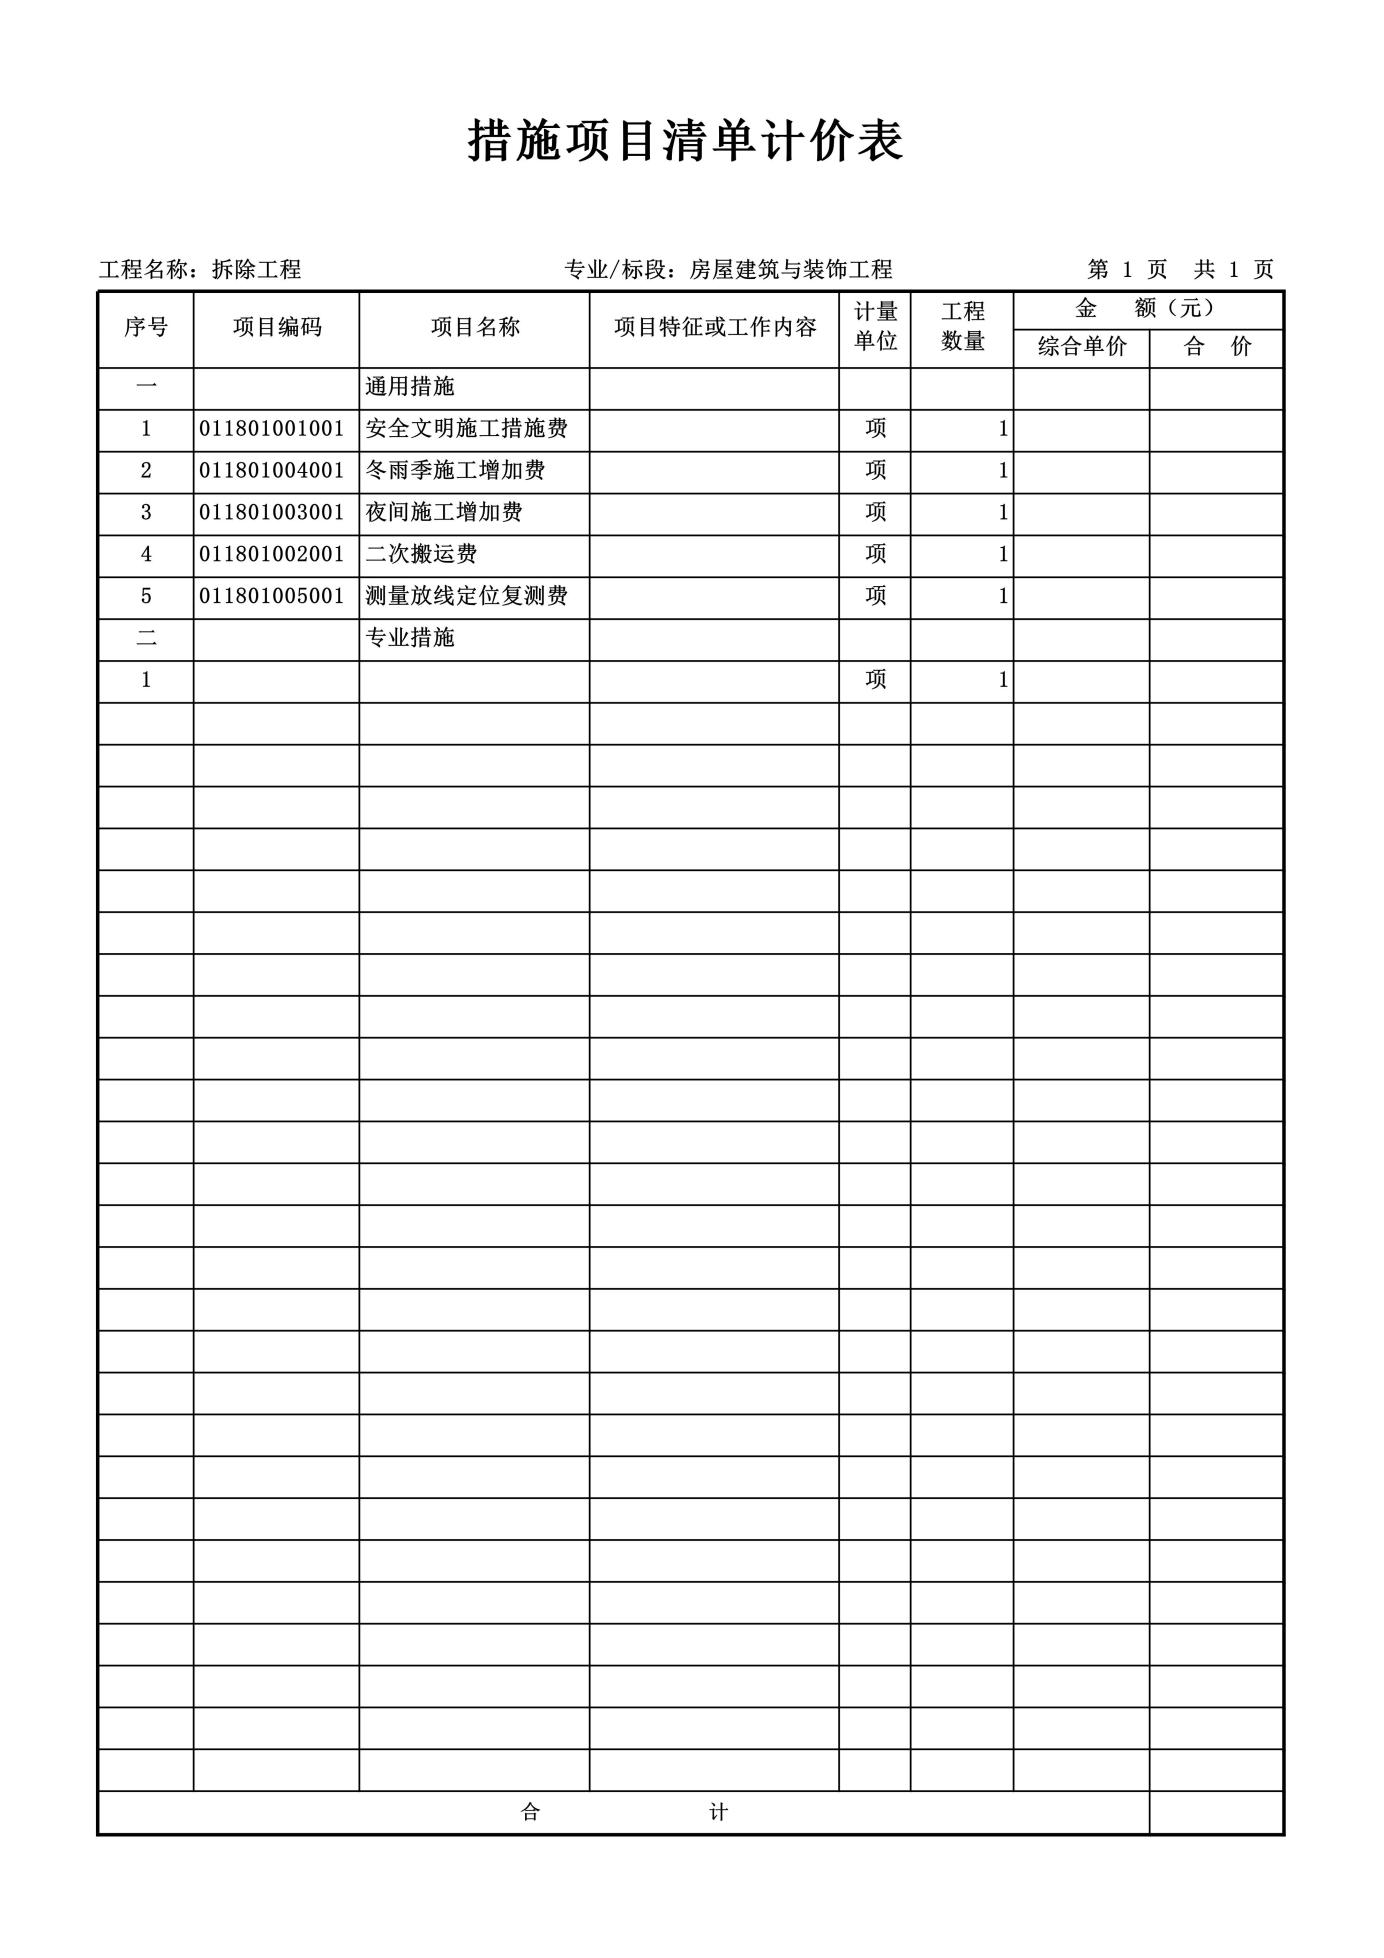 措施项目清单计价表
工程名称：拆除工程 专业/标段：房屋建筑与装饰工程 第 1 页 共 1 页
序号 项目编码 项目名称 项目特征或工作内容 计量单位 工程数量 金 额（元）
综合单价 合 价
一 通用措施
1 011801001001 安全文明施工措施费 项 1
2 011801004001 冬雨季施工增加费 项 1
3 011801003001 夜间施工增加费 项 1
4 011801002001 二次搬运费 项 1
5 011801005001 测量放线定位复测费 项 1
二 专业措施
1 项 1
合 计